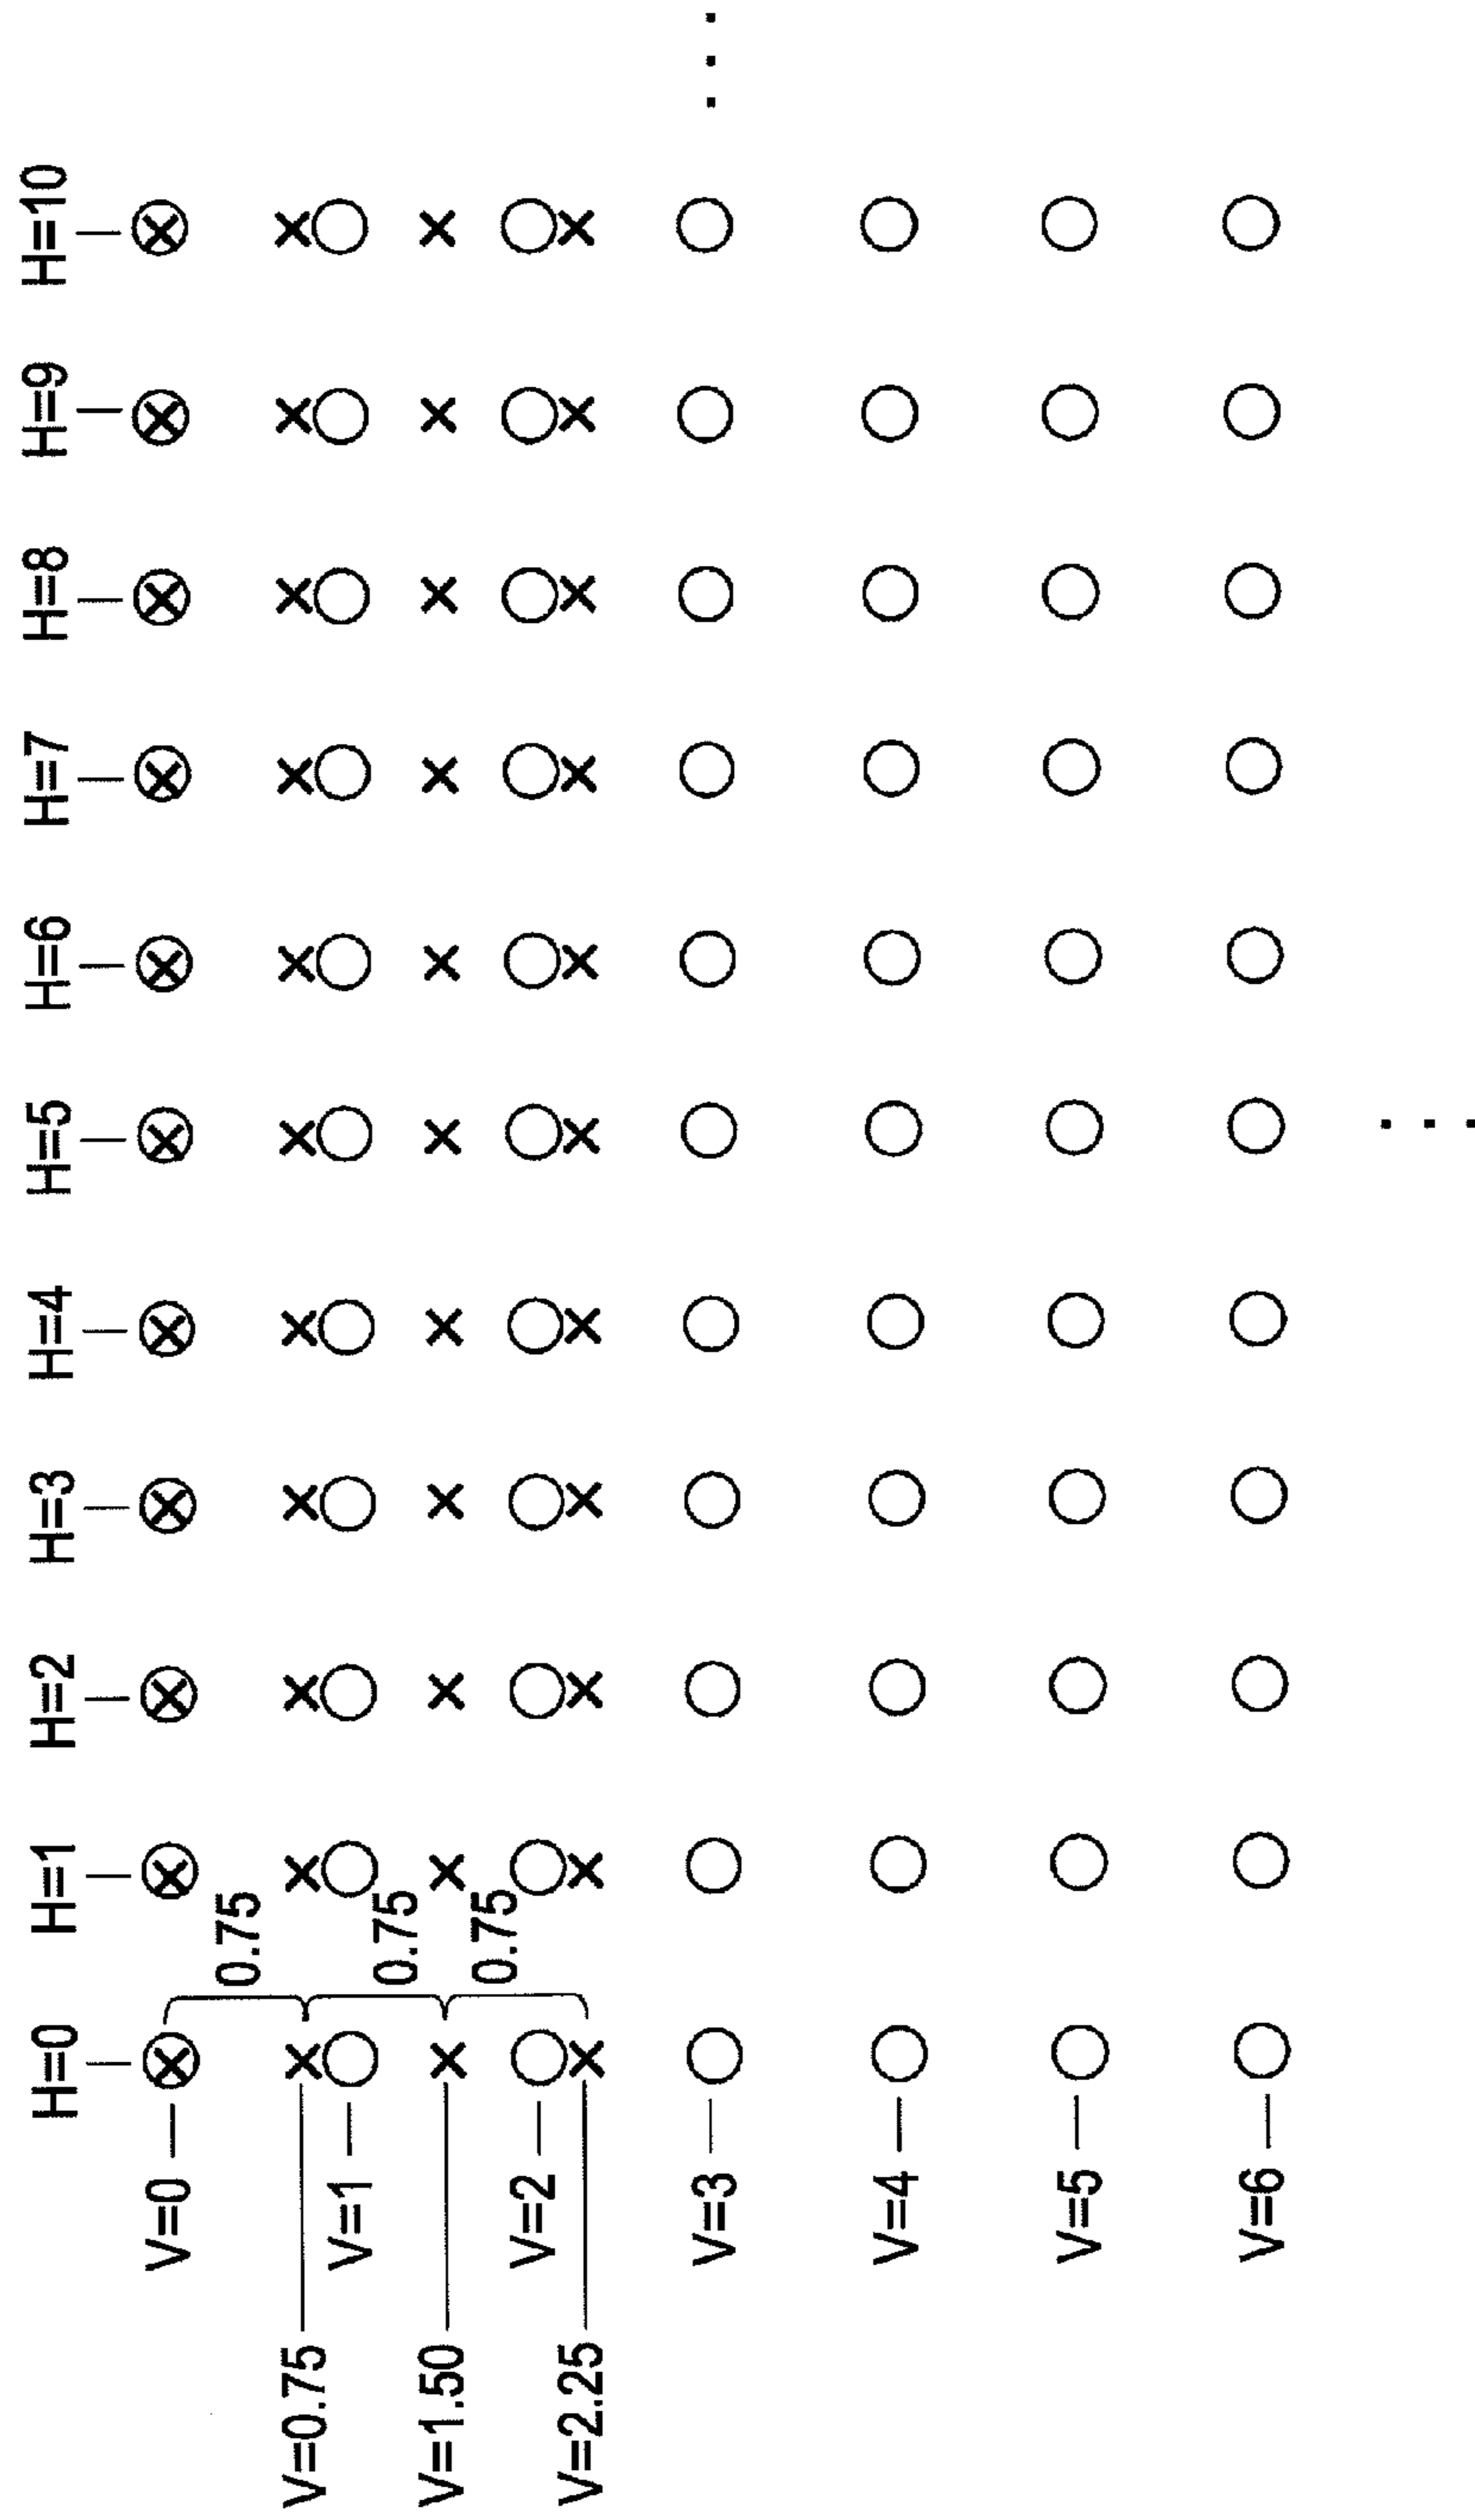 H=0 H=1 H=2 H=3 H=4 H=5 H=6 H=7 H=8 H=9 H=10
V=0
0.75
V=0.75
V=1
0.75
V=1.50
0.75
V=2
V=2.25
V=3
V=4
V=5
V=6